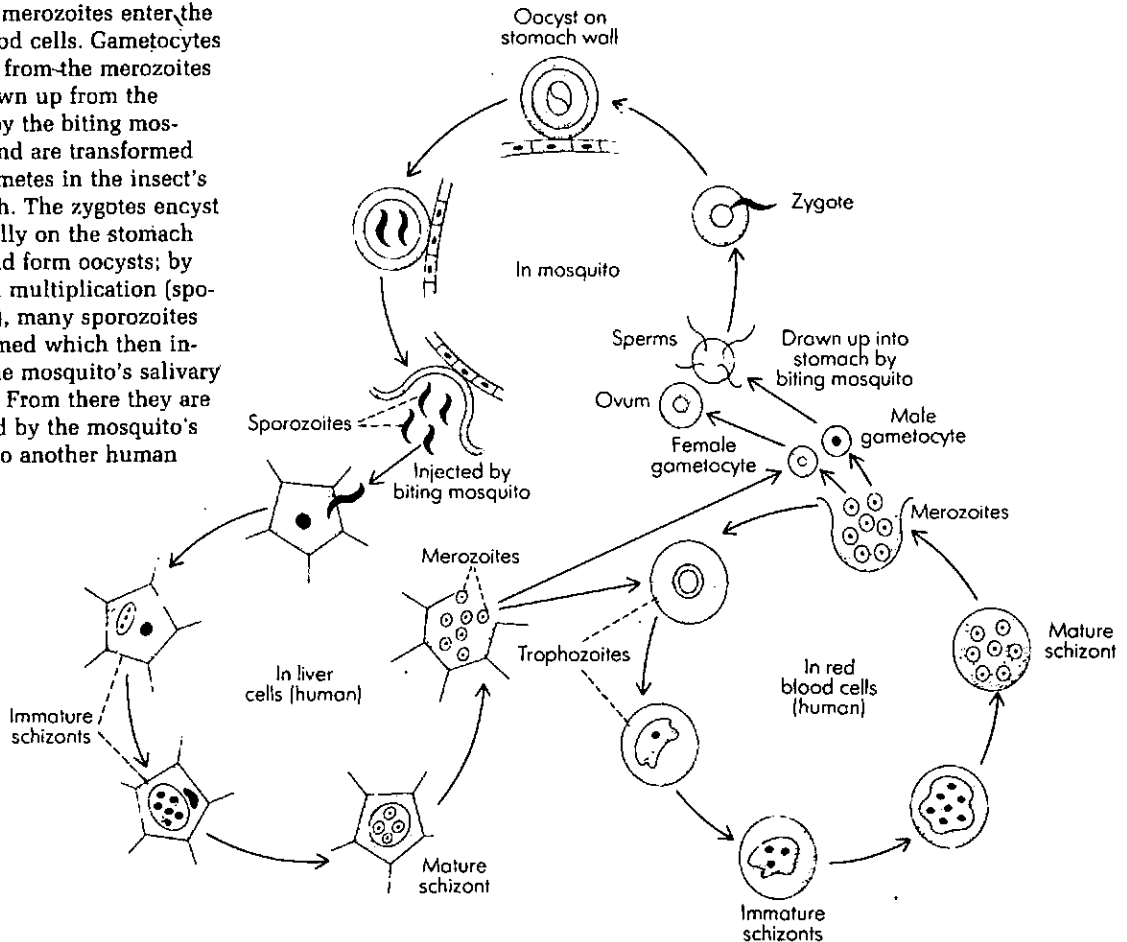 merozoites enter the
od cells. Gametocytes
from the merozoites
wn up from the
y the biting mos-
nd are transformed
metes in the insect's
h. The zygotes encyst
lly on the stomach
d form oocysts; by
multiplication (spo-
), many sporozoites
med which then in-
e mosquito's salivary
From there they are
d by the mosquito's
o another human
Oocyst on
stomach wall
Zygote
In mosquito
Sperms
Drawn up into
stomach by
biting mosquito
Ovum
Male
gametocyte
Female
gametocyte
Sporozoites
Injected by
biting mosquito
Merozoites
Merozoites
Trophozoites
Mature
schizont
In liver
cells (human)
In red
blood cells
(human)
Immature
schizonts
Mature
schizont
Immature
schizonts